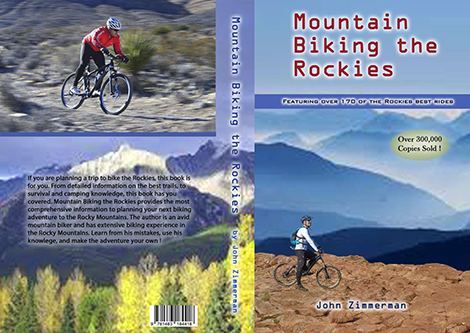 Mountain
Biking the
Rockies
Featuring over 170 of the Rockies best rides
Over 300,000
Copies Sold !
John Zimmerman
Mountain Biking the Rockies by John Zimmerman
If you are planning a trip to bike the Rockies, this book is
for you. From detailed information on the best trails, to
survival and camping knowledge, this book has you
covered. Mountain Biking the Rockies provides the most
comprehensive information to planning your next biking
adventure to the Rocky Mountains. The author is an avid
mountain biker and has extensive biking experience in
the Rocky Mountains. Learn from his mistakes, use his
knowlege, and make the adventure your own !